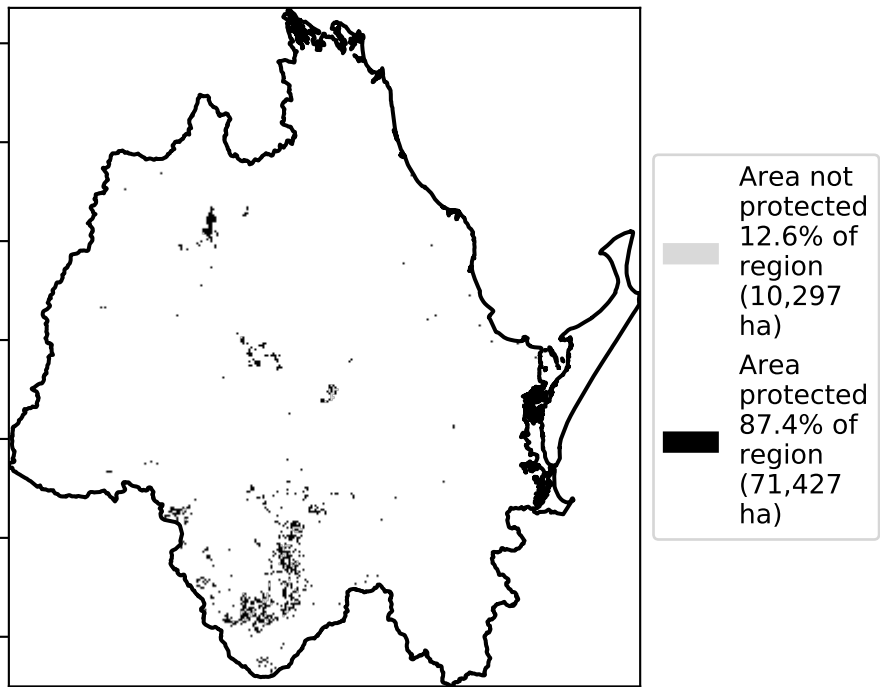 Area not
protected
12.6% of
region
(10,297
ha)
Area
protected
87.4% of
region
(71,427
ha)